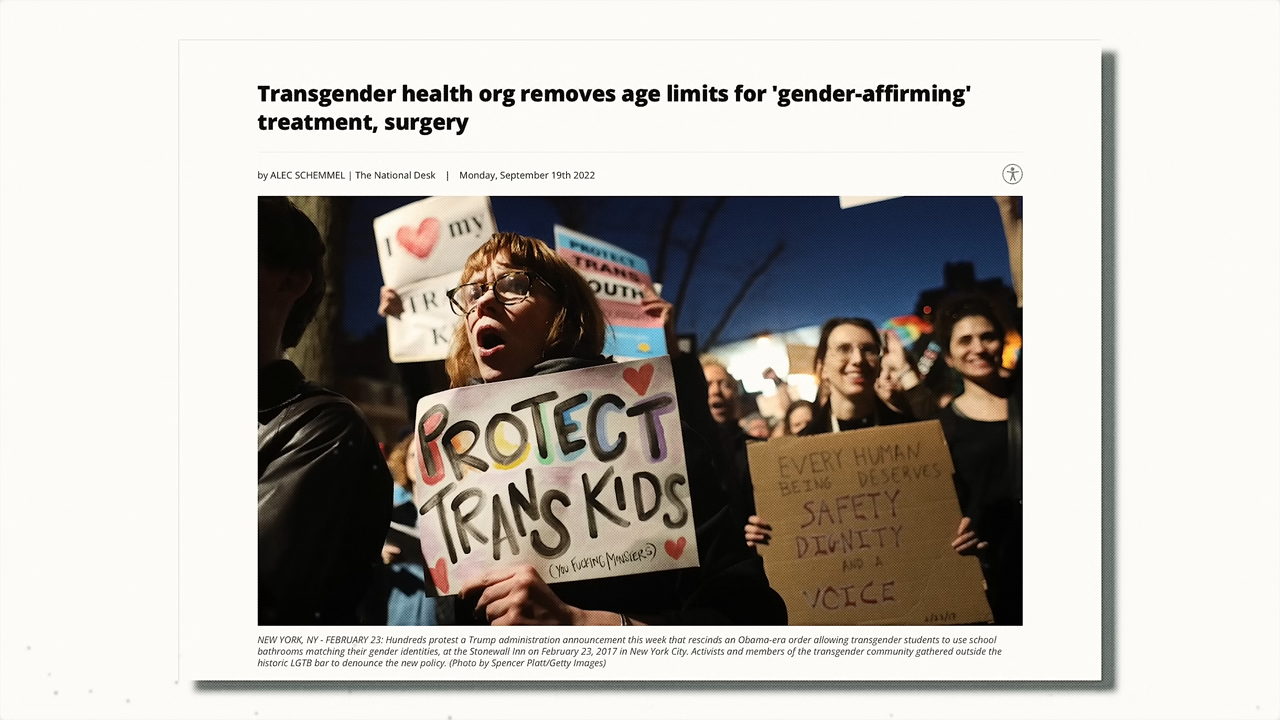 Transgender health org removes age limits for 'gender-affirming'
treatment, surgery
by ALEC SCHEMMEL | The National Desk | Monday, September 19th 2022
I my
TR
K
PROTECT
TRANS
OUTH
PROTECT
TRANS KIDS
(YOU FUCKING MONSTERS)
EVERY HUMAN
BEING DESERVES
SAFETY
DIGNITY
AND A
VOICE
2/23/17
NEW YORK, NY - FEBRUARY 23: Hundreds protest a Trump administration announcement this week that rescinds an Obama-era order allowing transgender students to use school
bathrooms matching their gender identities, at the Stonewall Inn on February 23, 2017 in New York City. Activists and members of the transgender community gathered outside the
historic LGTB bar to denounce the new policy. (Photo by Spencer Platt/Getty Images)